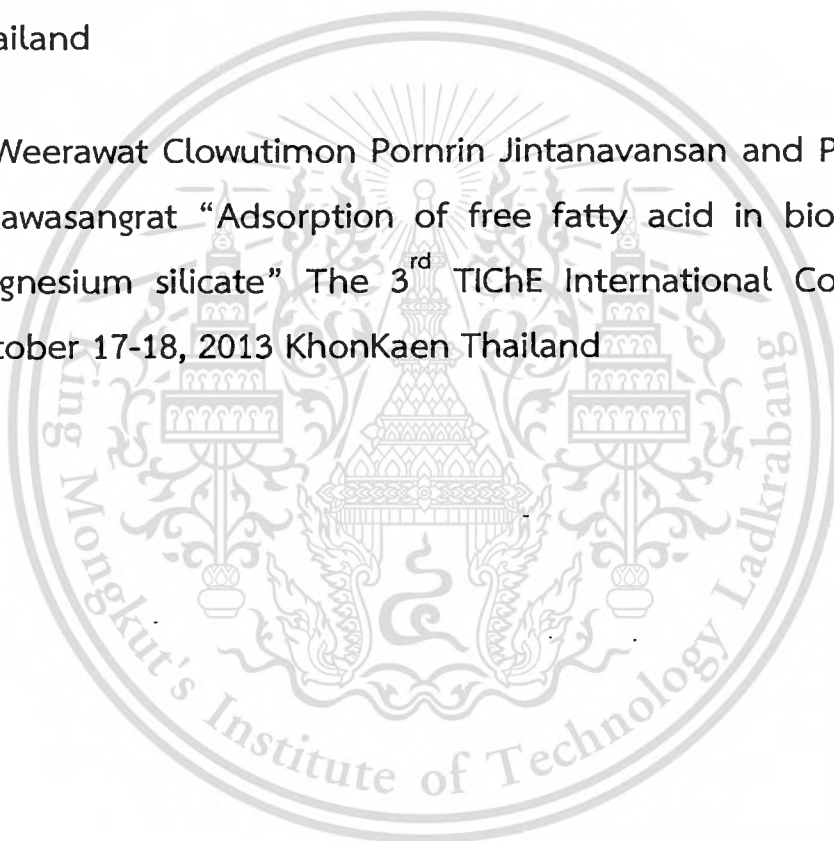 ailand
Weerawat Clowutimon Pornrin Jintanavansan and P
awasangrat “Adsorption of free fatty acid in bio
gnesium silicate” The 3rd TIChE International Co
tober 17-18, 2013 KhonKaen Thailand
King Mongkut's Institute of Technology Ladkrabang